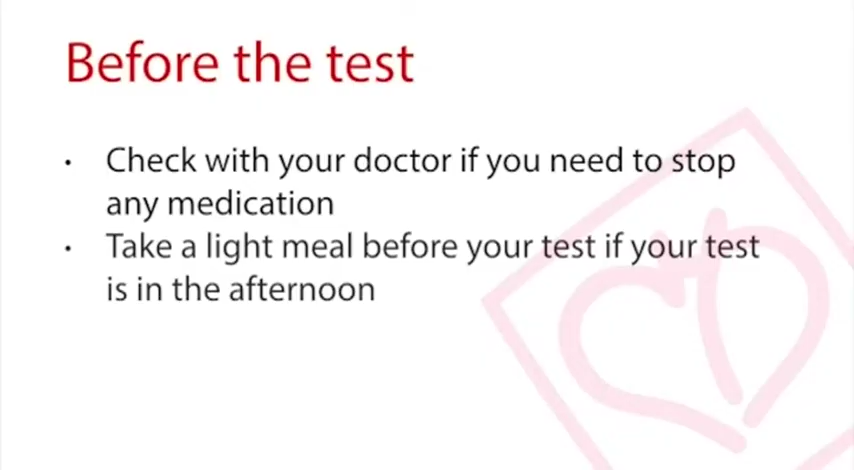 Before the test
• Check with your doctor if you need to stop
any medication
• Take a light meal before your test if your test
is in the afternoon